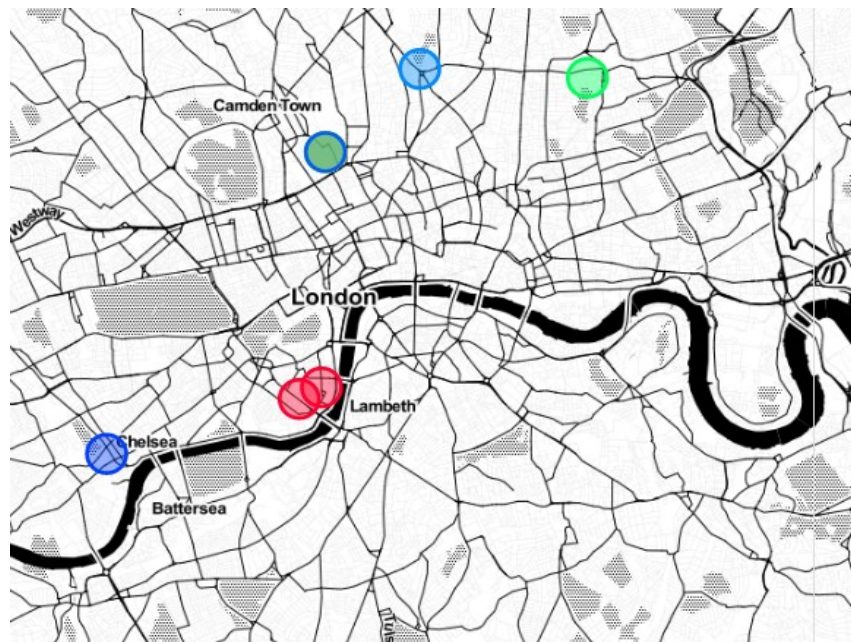 Camden Town
Westway
London
Lambeth
Chelsea
Battersea